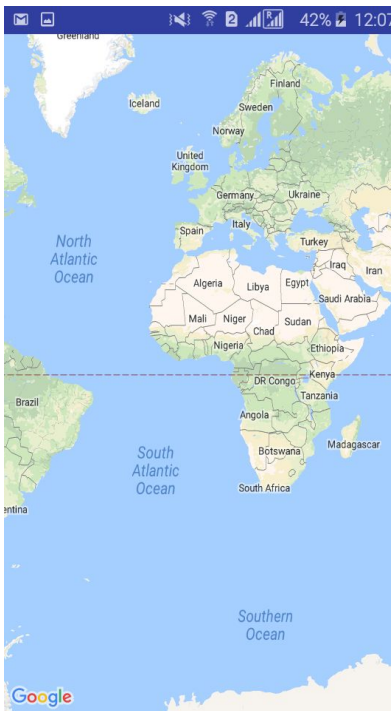 2 R 42% 12:07
Greenland
Finland
Iceland
Sweden
Norway
United
Kingdom
Germany
Ukraine
Spain
Italy
Turkey
North
Atlantic
Ocean
Iraq
Iran
Algeria
Libya
Egypt
Saudi Arabia
Mali
Niger
Chad
Sudan
Nigeria
Ethiopia
Kenya
DR Congo
Brazil
Tanzania
Angola
Madagascar
Botswana
South
Atlantic
Ocean
South Africa
entina
Southern
Ocean
Google